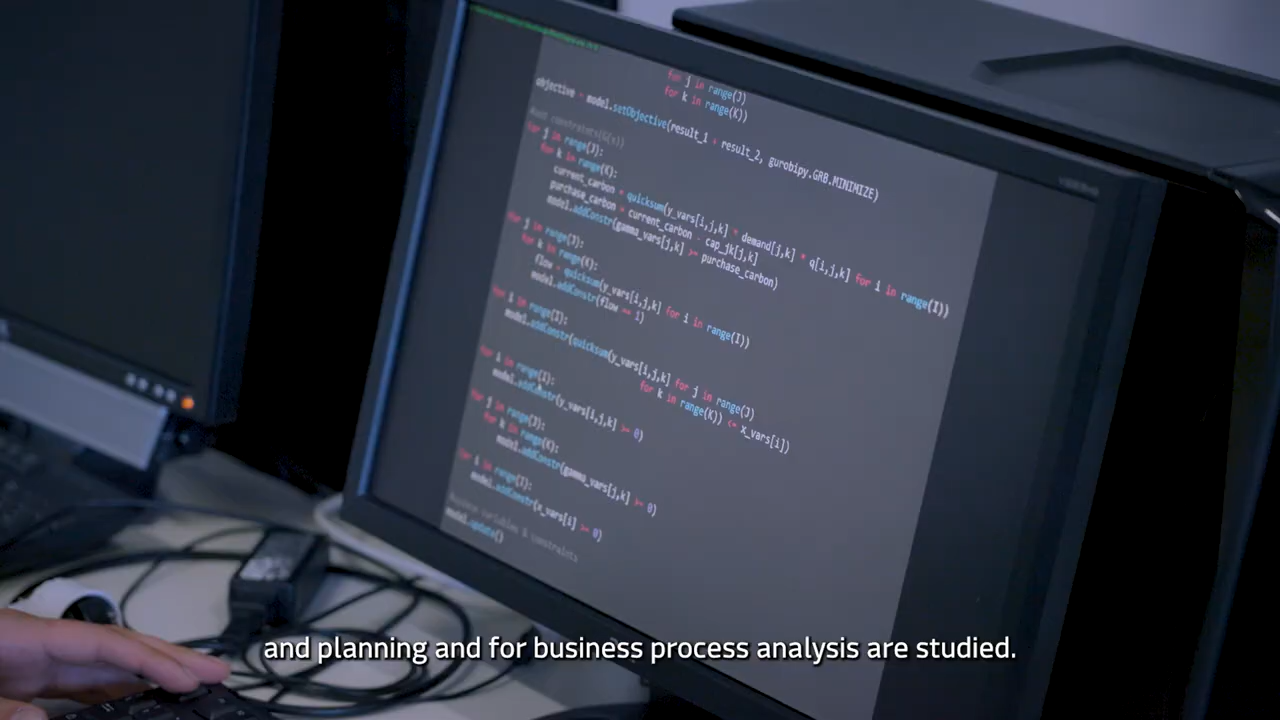 for j in range(J)
for k in range(K))
objective = model.setObjective(result_1 + result_2, gurobipy.GRB.MINIMIZE)
for j in range(J):
for k in range(K):
current_carbon = quicksum(y_vars[i,j,k] * demand[j,k] * q[i,j,k] for i in range(I))
purchase_carbon = current_carbon - cap_jk[j,k]
model.addConstr(gammu_vars[j,k] >= purchase_carbon)
for j in range(J):
for k in range(K):
flow = quicksum(y_vars[i,j,k] for i in range(I))
model.addConstr(flow == 1)
for i in range(I):
model.addConstr(quicksum(y_vars[i,j,k] for j in range(J)
for k in range(K)) <= x_vars[i])
for i in range(I):
model.addConstr(y_vars[i,j,k] >= 0)
for j in range(J):
for k in range(K):
model.addConstr(gammu_vars[j,k] >= 0)
for i in range(I):
model.addConstr(x_vars[i] >= 0)
variables & constraints
model.update()
and planning and for business process analysis are studied.